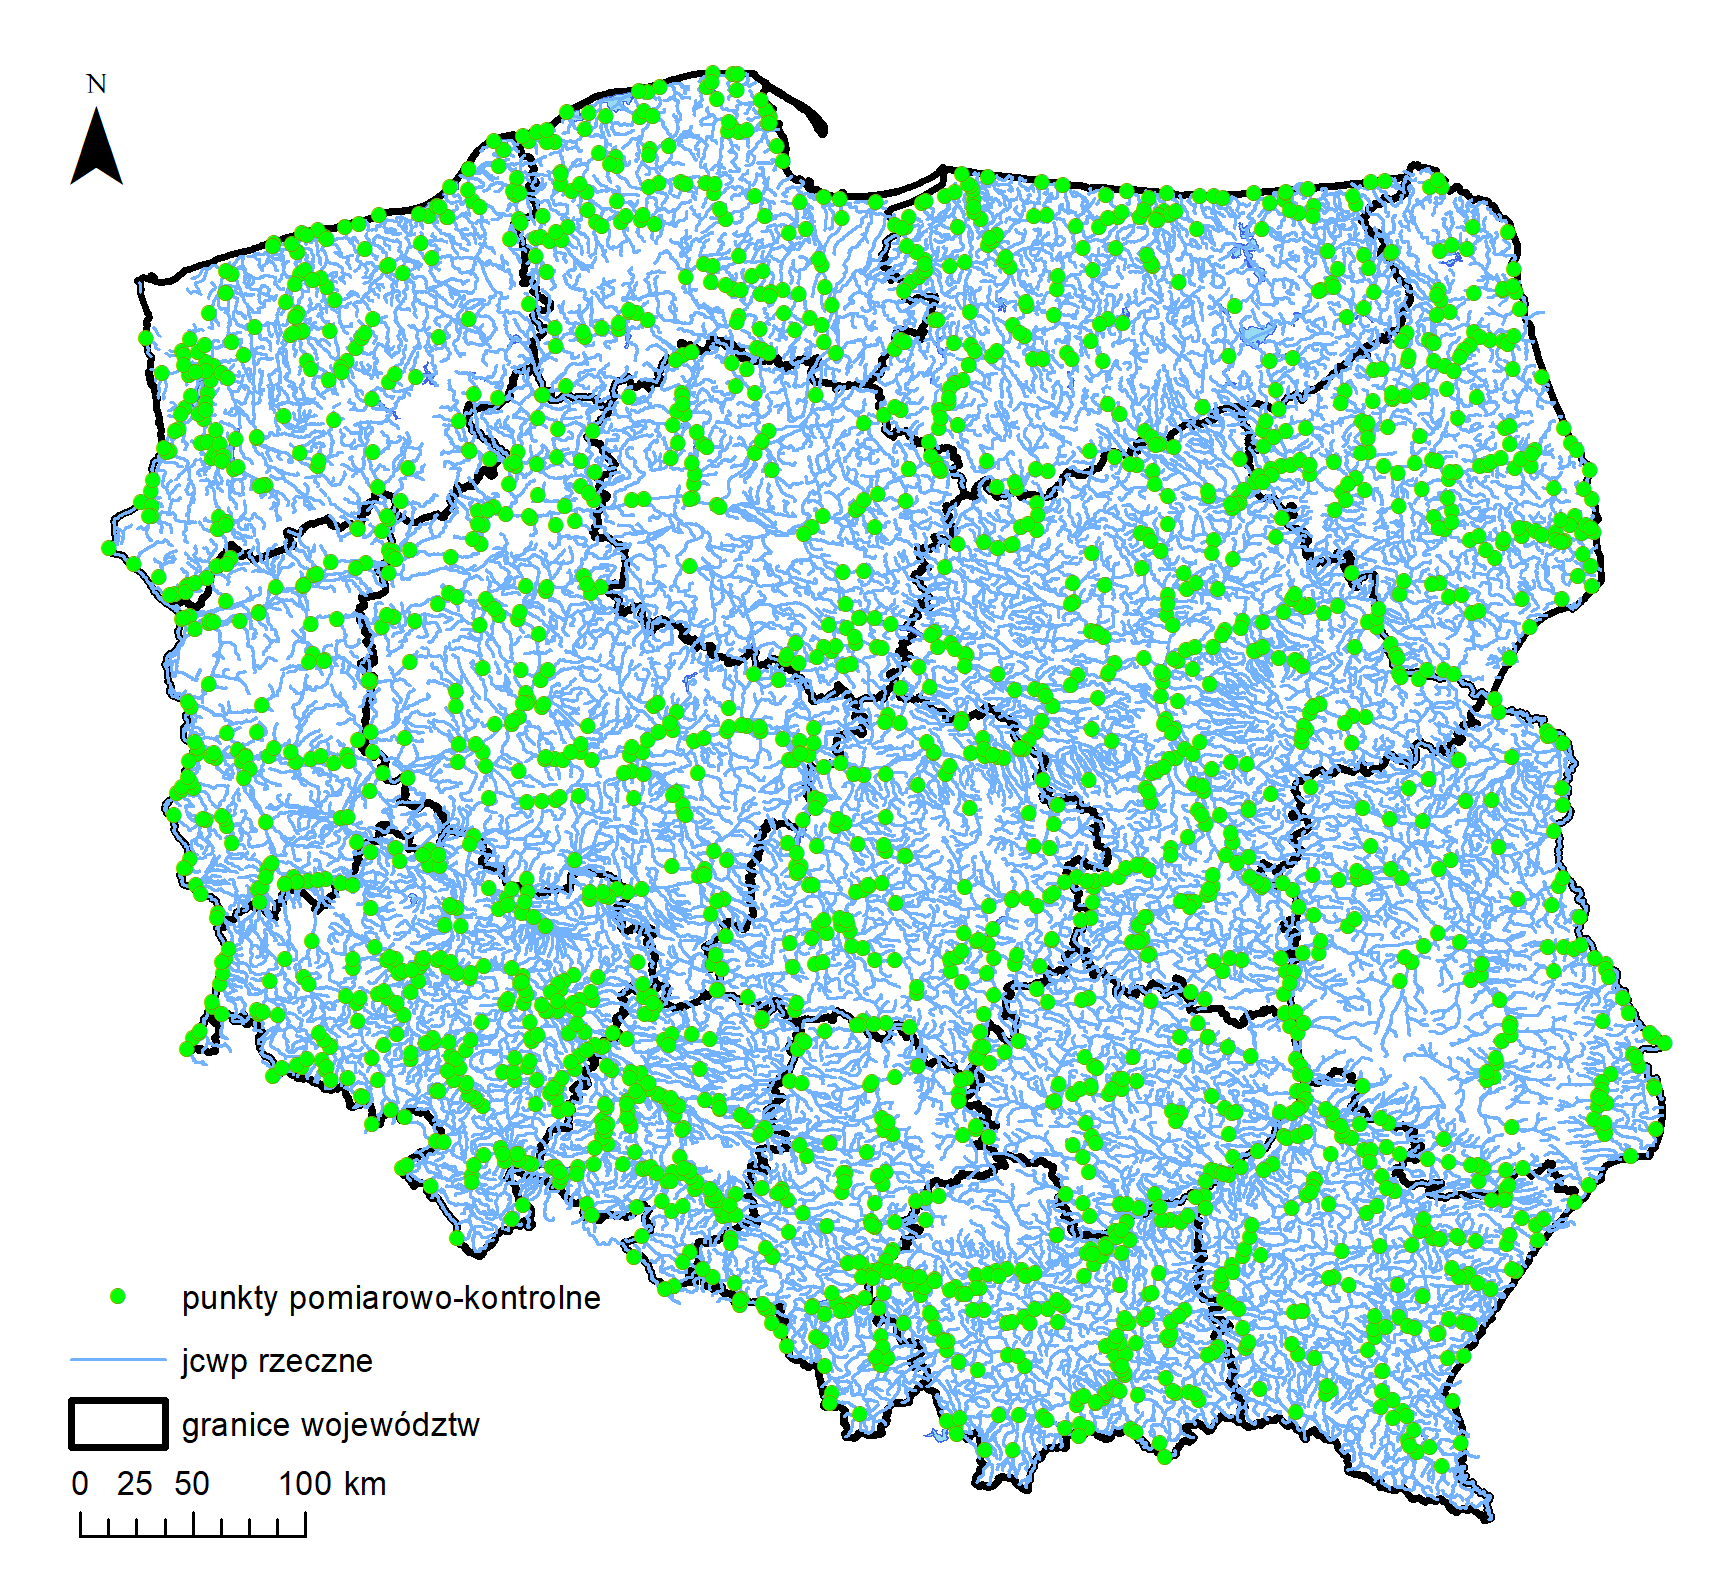 N
punkty pomiarowo-kontrolne
jcwp rzeczne
granice województw
0 25 50 100 km